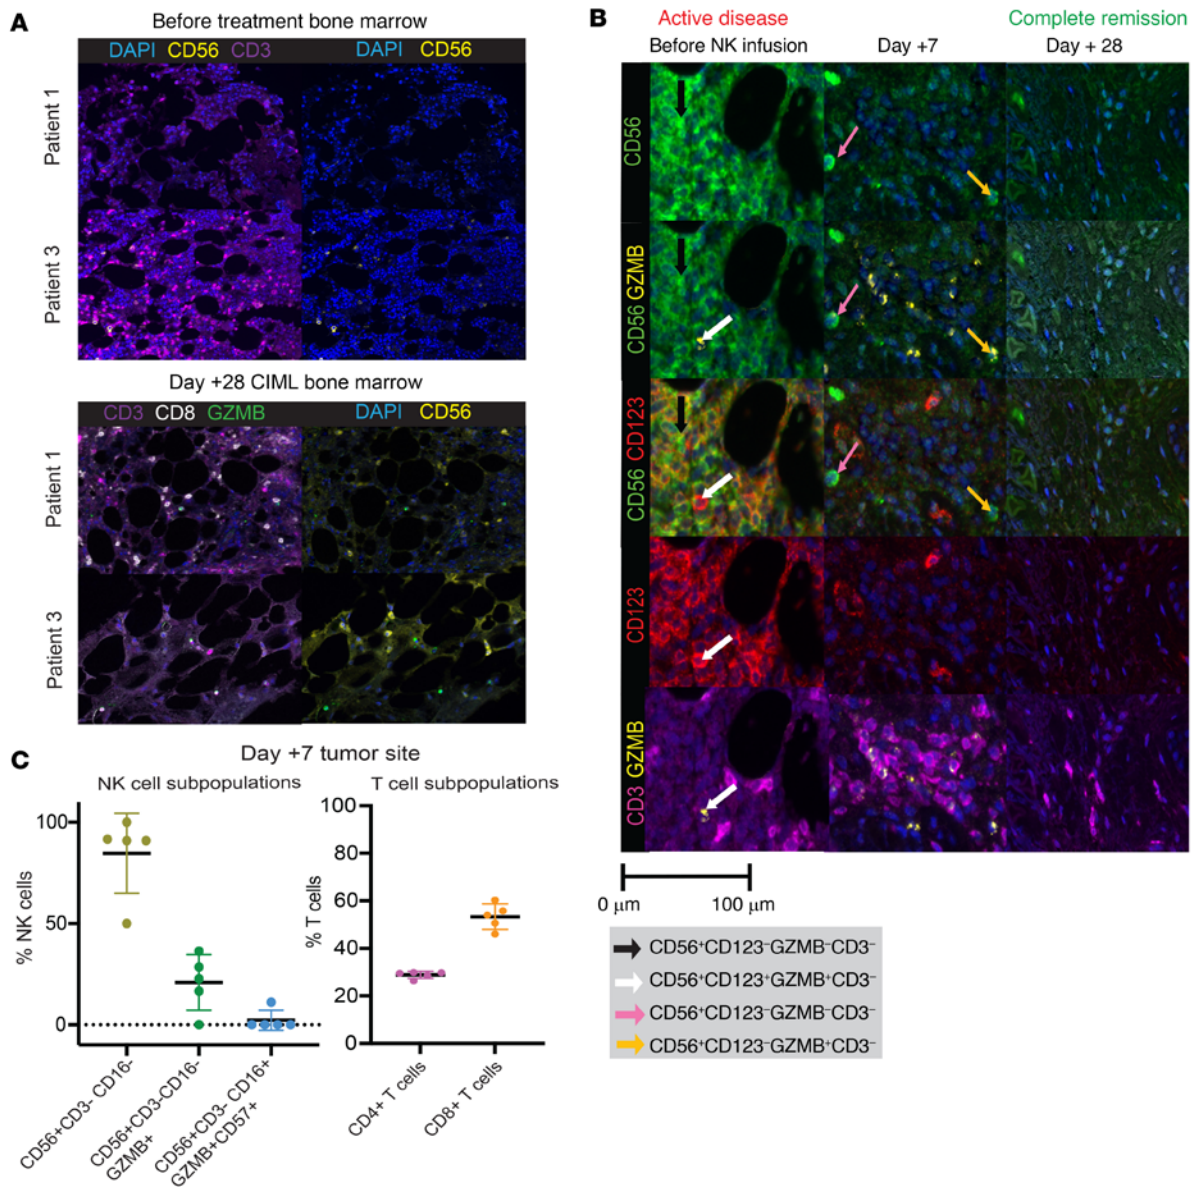 A
Before treatment bone marrow
DAPI CD56 CD3
DAPI CD56
Patient 1
Patient 3
Day +28 CIML bone marrow
CD3 CD8 GZMB
DAPI CD56
Patient 1
Patient 3
B
Active disease
Complete remission
Before NK infusion
Day +7
Day + 28
CD56
CD56 GZMB
CD56 CD123
CD123
CD3 GZMB
0 μm
100 μm
CD56⁺CD123⁻GZMB⁻CD3⁻
CD56⁺CD123⁺GZMB⁺CD3⁻
CD56⁺CD123⁻GZMB⁻CD3⁻
CD56⁺CD123⁻GZMB⁺CD3⁻
C
Day +7 tumor site
NK cell subpopulations
% NK cells
100
50
0
CD56+CD3- CD16-
CD56+CD3-CD16-
GZMB+
CD56+CD3- CD16+
GZMB+CD57+
T cell subpopulations
% T cells
100
80
60
40
20
0
CD4+ T cells
CD8+ T cells